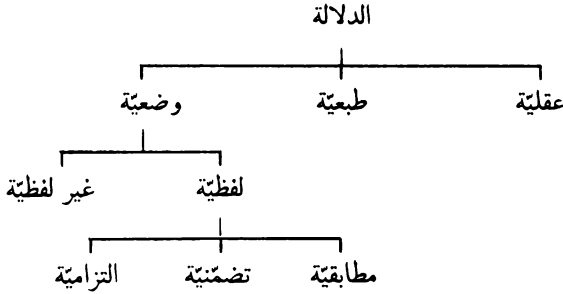 الدلالة
عقليّة طبعيّة وضعيّة
لفظيّة غير لفظيّة
مطابقيّة تضمّنيّة التزاميّة